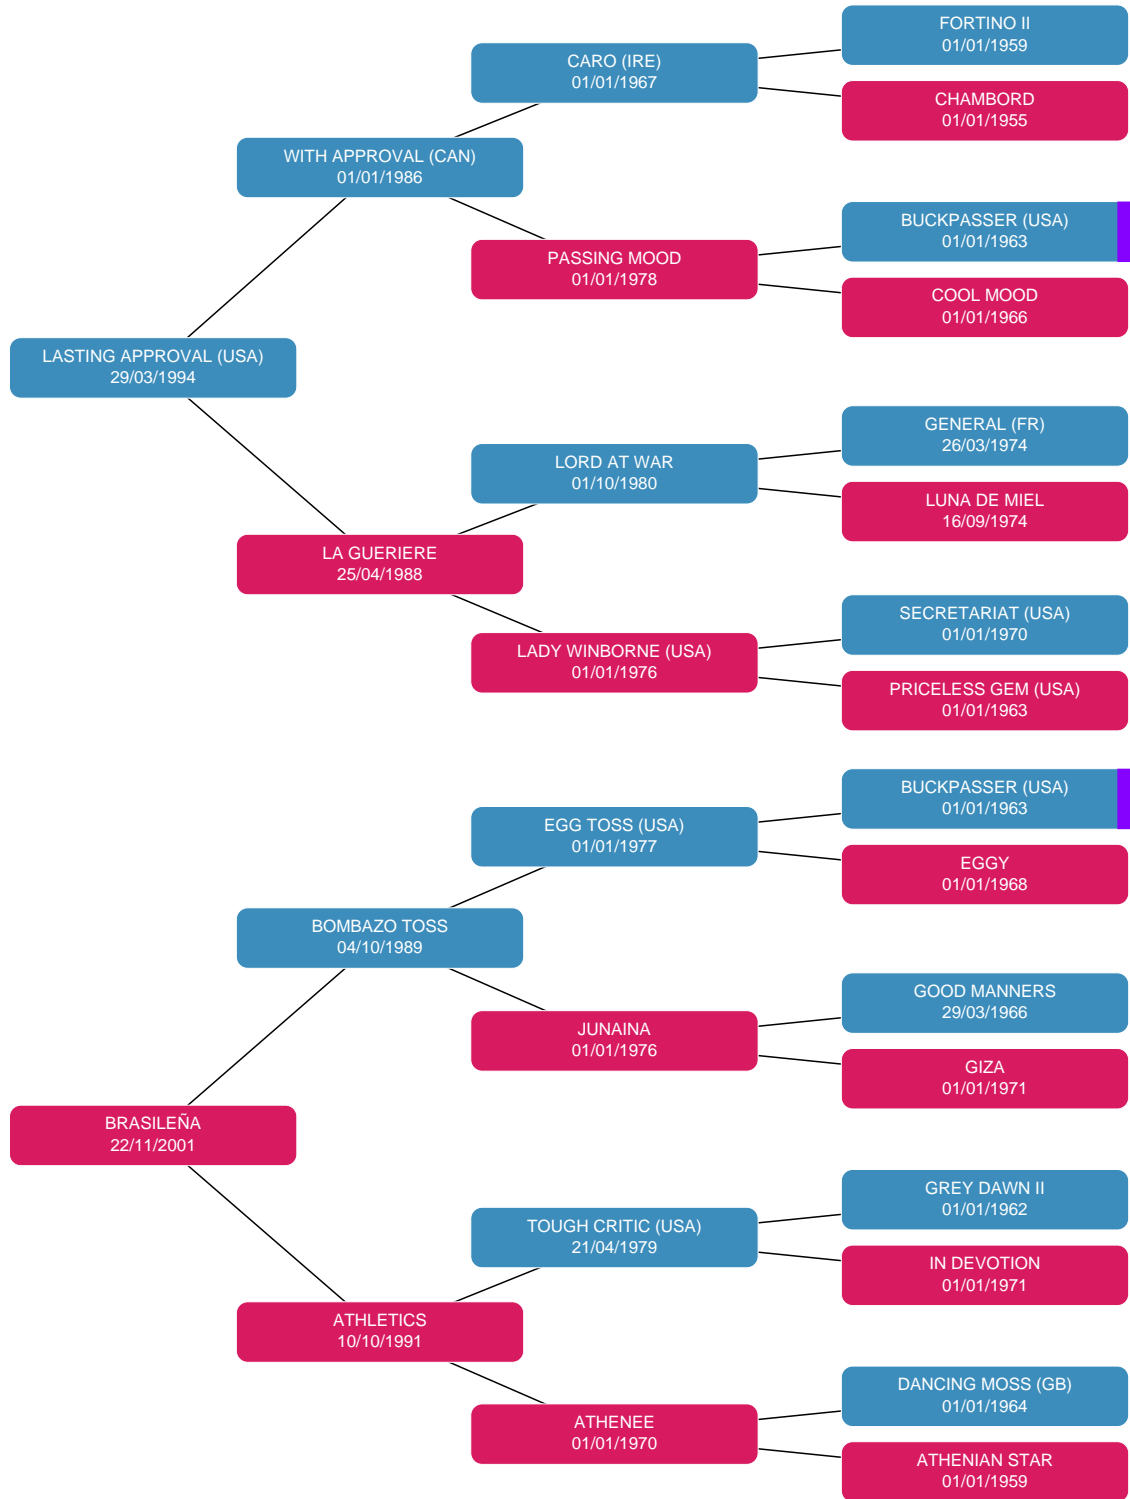 FORTINO II
01/01/1959
CARO (IRE)
01/01/1967
CHAMBORD
01/01/1955
WITH APPROVAL (CAN)
01/01/1986
BUCKPASSER (USA)
01/01/1963
PASSING MOOD
01/01/1978
COOL MOOD
01/01/1966
LASTING APPROVAL (USA)
29/03/1994
GENERAL (FR)
26/03/1974
LORD AT WAR
01/10/1980
LUNA DE MIEL
16/09/1974
LA GUERIERE
25/04/1988
SECRETARIAT (USA)
01/01/1970
LADY WINBORNE (USA)
01/01/1976
PRICELESS GEM (USA)
01/01/1963
BUCKPASSER (USA)
01/01/1963
EGG TOSS (USA)
01/01/1977
EGGY
01/01/1968
BOMBAZO TOSS
04/10/1989
GOOD MANNERS
29/03/1966
JUNAINA
01/01/1976
GIZA
01/01/1971
BRASILEÑA
22/11/2001
GREY DAWN II
01/01/1962
TOUGH CRITIC (USA)
21/04/1979
IN DEVOTION
01/01/1971
ATHLETICS
10/10/1991
DANCING MOSS (GB)
01/01/1964
ATHENEE
01/01/1970
ATHENIAN STAR
01/01/1959